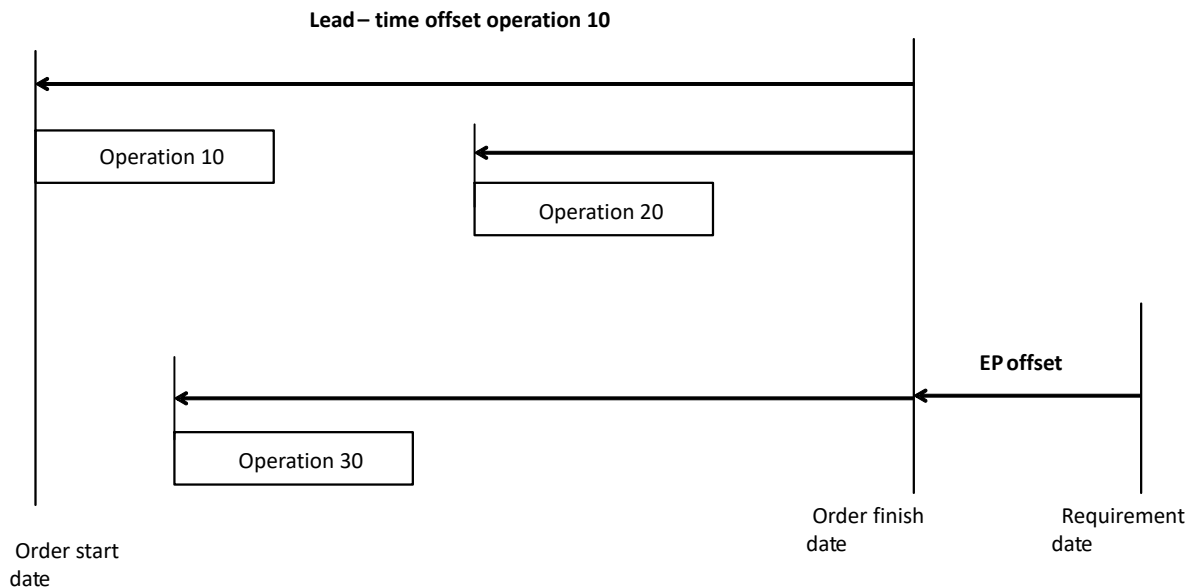 Lead – time offset operation 10
Operation 10
Operation 20
EP offset
Operation 30
Order finish
date
Requirement
date
Order start
date